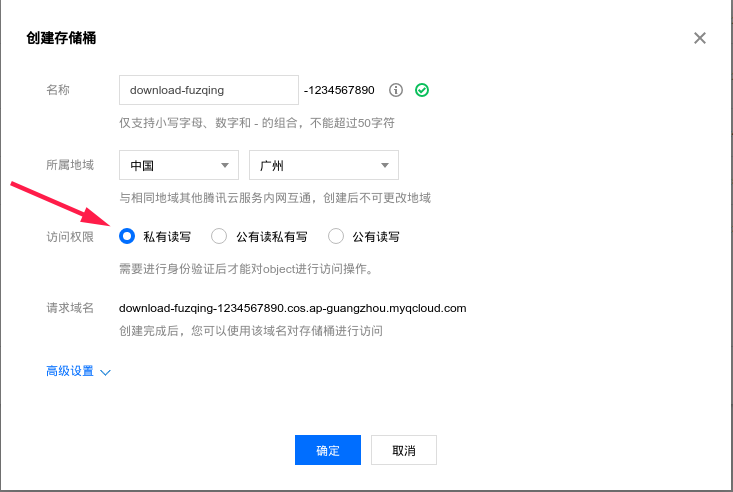 创建存储桶
名称 download-fuzqing -1234567890
仅支持小写字母、数字和 - 的组合，不能超过50字符
所属地域 中国 广州
与相同地域其他腾讯云服务内网互通，创建后不可更改地域
访问权限 私有读写 公有读私有写 公有读写
需要进行身份验证后才能对object进行访问操作。
请求域名 download-fuzqing-1234567890.cos.ap-guangzhou.myqcloud.com
创建完成后，您可以使用该域名对存储桶进行访问
高级设置
确定 取消